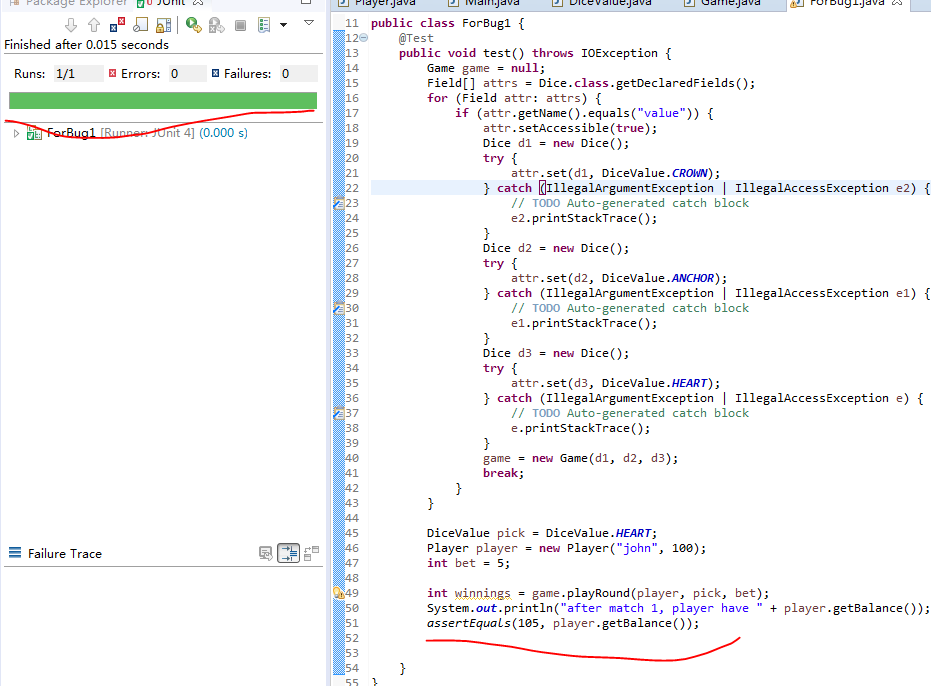 Package Explorer JUnit
Finished after 0.015 seconds
Runs: 1/1 Errors: 0 Failures: 0
ForBug1 [Runner: JUnit 4] (0.000 s)
Failure Trace
Player.java Main.java DiceValue.java Game.java ForBug1.java
11 public class ForBug1 {
12 @Test
13 public void test() throws IOException {
14 Game game = null;
15 Field[] attrs = Dice.class.getDeclaredFields();
16 for (Field attr: attrs) {
17 if (attr.getName().equals("value")) {
18 attr.setAccessible(true);
19 Dice d1 = new Dice();
20 try {
21 attr.set(d1, DiceValue.CROWN);
22 } catch (IllegalArgumentException | IllegalAccessException e2) {
23 // TODO Auto-generated catch block
24 e2.printStackTrace();
25 }
26 Dice d2 = new Dice();
27 try {
28 attr.set(d2, DiceValue.ANCHOR);
29 } catch (IllegalArgumentException | IllegalAccessException e1) {
30 // TODO Auto-generated catch block
31 e1.printStackTrace();
32 }
33 Dice d3 = new Dice();
34 try {
35 attr.set(d3, DiceValue.HEART);
36 } catch (IllegalArgumentException | IllegalAccessException e) {
37 // TODO Auto-generated catch block
38 e.printStackTrace();
39 }
40 game = new Game(d1, d2, d3);
41 break;
42 }
43 }
44
45 DiceValue pick = DiceValue.HEART;
46 Player player = new Player("john", 100);
47 int bet = 5;
48
49 int winnings = game.playRound(player, pick, bet);
50 System.out.println("after match 1, player have " + player.getBalance());
51 assertEquals(105, player.getBalance());
52
53
54 }
55 }